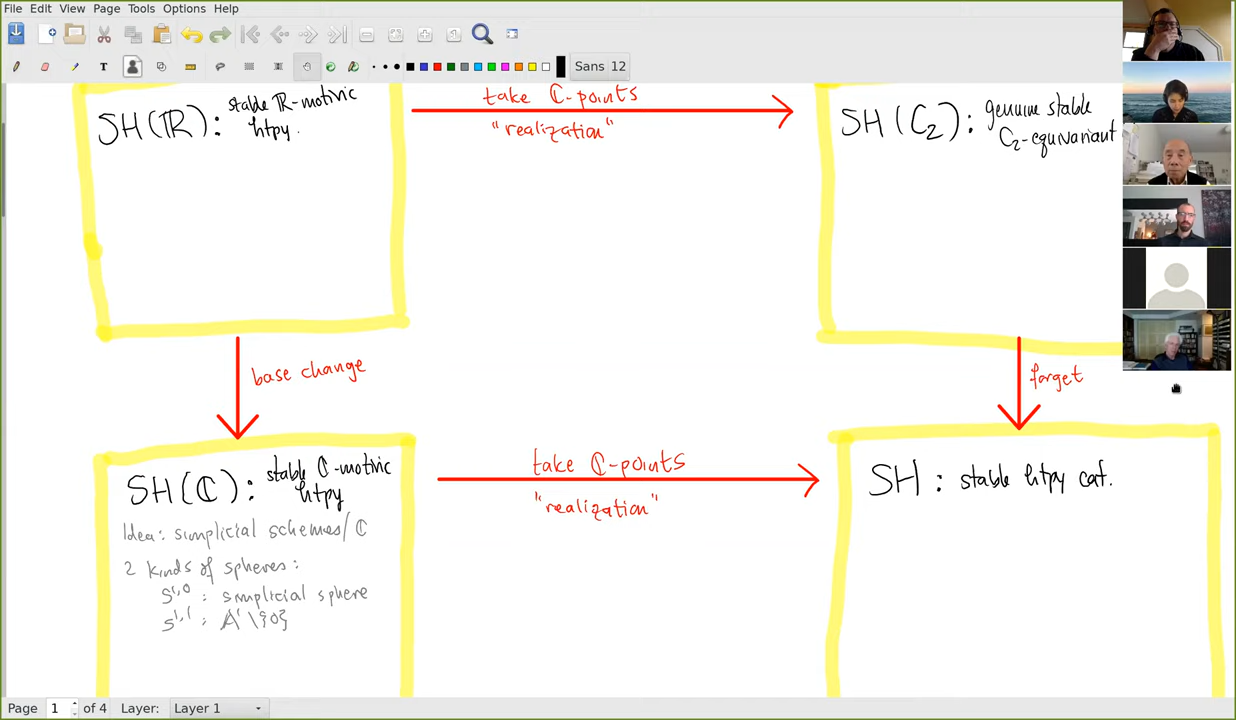 File Edit View Page Tools Options Help
Sans 12
SH(ℝ): stable ℝ-motivic
htpy.
take ℂ-points
"realization"
SH(C₂): genuine stable
C₂-equivariant
base change
forget
SH(ℂ): stable ℂ-motivic
htpy
Idea: simplicial schemes/ℂ
2 kinds of spheres:
S¹,⁰ : simplicial sphere
S¹,¹ : A¹\{0}
take ℂ-points
"realization"
SH : stable htpy cat.
Page 1 of 4 Layer: Layer 1